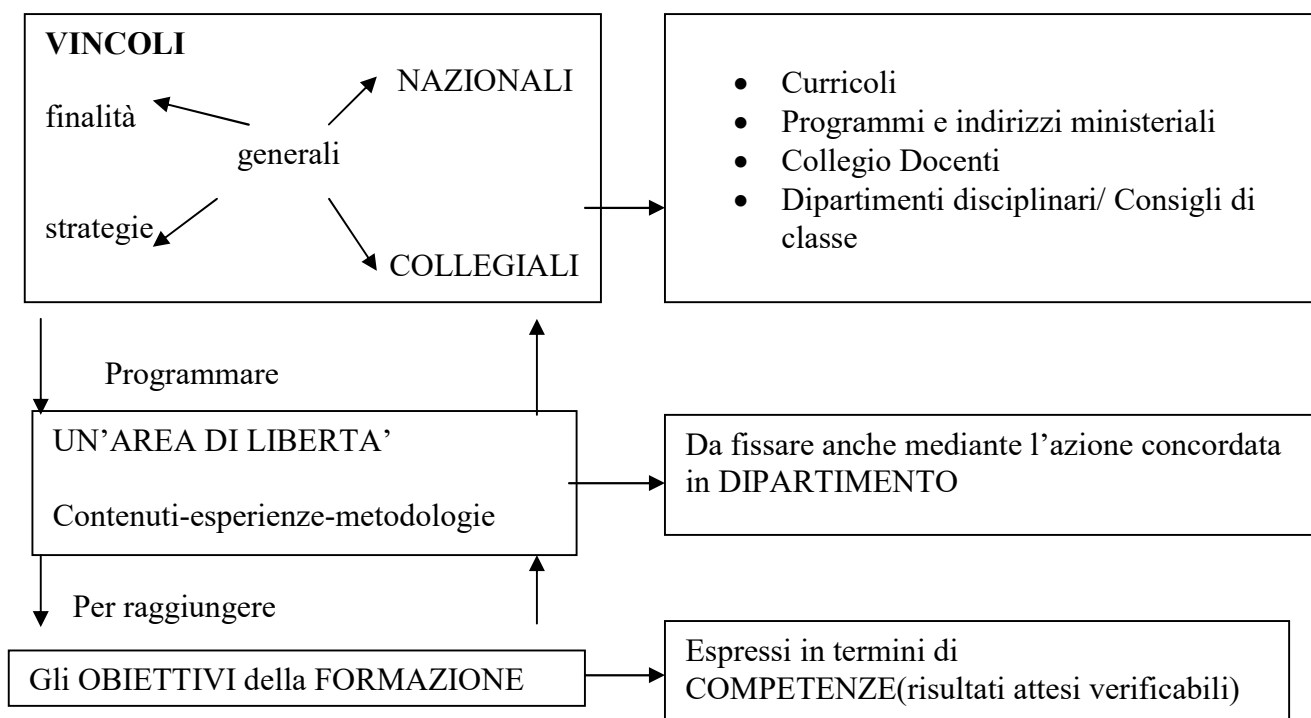 VINCOLI
NAZIONALI
finalità
generali
strategie
COLLEGIALI
• Curricoli
• Programmi e indirizzi ministeriali
• Collegio Docenti
• Dipartimenti disciplinari/ Consigli di
classe
Programmare
UN’AREA DI LIBERTA’
Contenuti-esperienze-metodologie
Da fissare anche mediante l’azione concordata
in DIPARTIMENTO
Per raggiungere
Gli OBIETTIVI della FORMAZIONE
Espressi in termini di
COMPETENZE(risultati attesi verificabili)